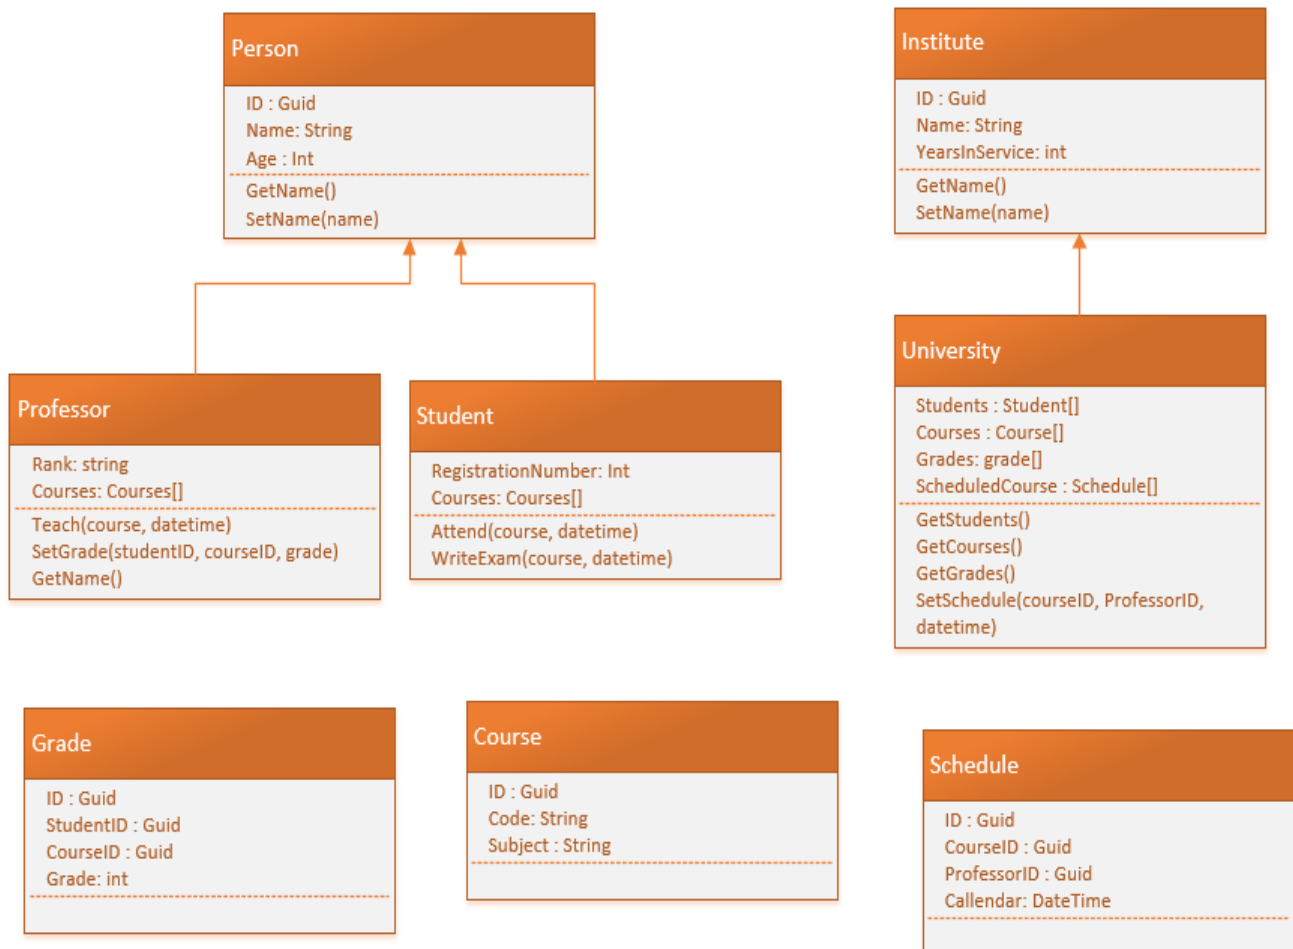 Person
ID : Guid
Name: String
Age : Int
GetName()
SetName(name)
Institute
ID : Guid
Name: String
YearsInService: int
GetName()
SetName(name)
Professor
Rank: string
Courses: Courses[]
Teach(course, datetime)
SetGrade(studentID, courseID, grade)
GetName()
Student
RegistrationNumber: Int
Courses: Courses[]
Attend(course, datetime)
WriteExam(course, datetime)
University
Students : Student[]
Courses : Course[]
Grades: grade[]
ScheduledCourse : Schedule[]
GetStudents()
GetCourses()
GetGrades()
SetSchedule(courseID, ProfessorID,
datetime)
Grade
ID : Guid
StudentID : Guid
CourseID : Guid
Grade: int
Course
ID : Guid
Code: String
Subject : String
Schedule
ID : Guid
CourseID : Guid
ProfessorID : Guid
Callendar: DateTime